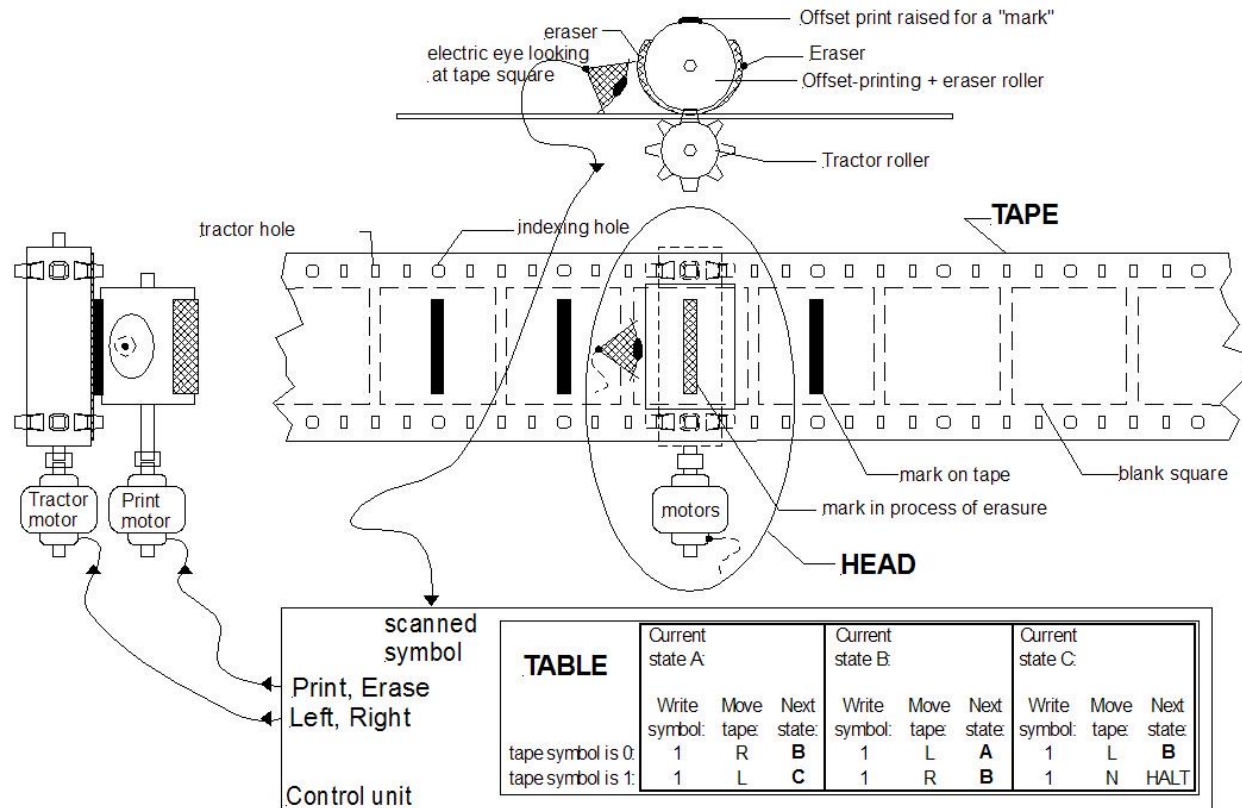 Offset print raised for a "mark"
eraser
electric eye looking
at tape square
Eraser
Offset-printing + eraser roller
Tractor roller
TAPE
tractor hole
indexing hole
mark on tape
blank square
Tractor
motor
Print
motor
motors
mark in process of erasure
HEAD
scanned
symbol
Print, Erase
Left, Right
Control unit
TABLE
Current
state A:
Current
state B:
Current
state C:
Write
symbol:
Move
tape:
Next
state:
Write
symbol:
Move
tape:
Next
state:
Write
symbol:
Move
tape:
Next
state:
tape symbol is 0: 1 R B 1 L A 1 L B
tape symbol is 1: 1 L C 1 R B 1 N HALT